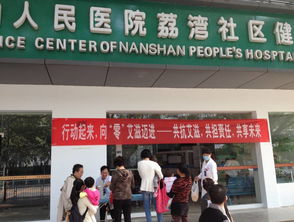 人民医院荔湾社区健
NCE CENTER OF NANSHAN PEOPLE'S HOSPITA
行动起来，向“零”艾滋迈进——共抗艾滋、共担责任、共享未来